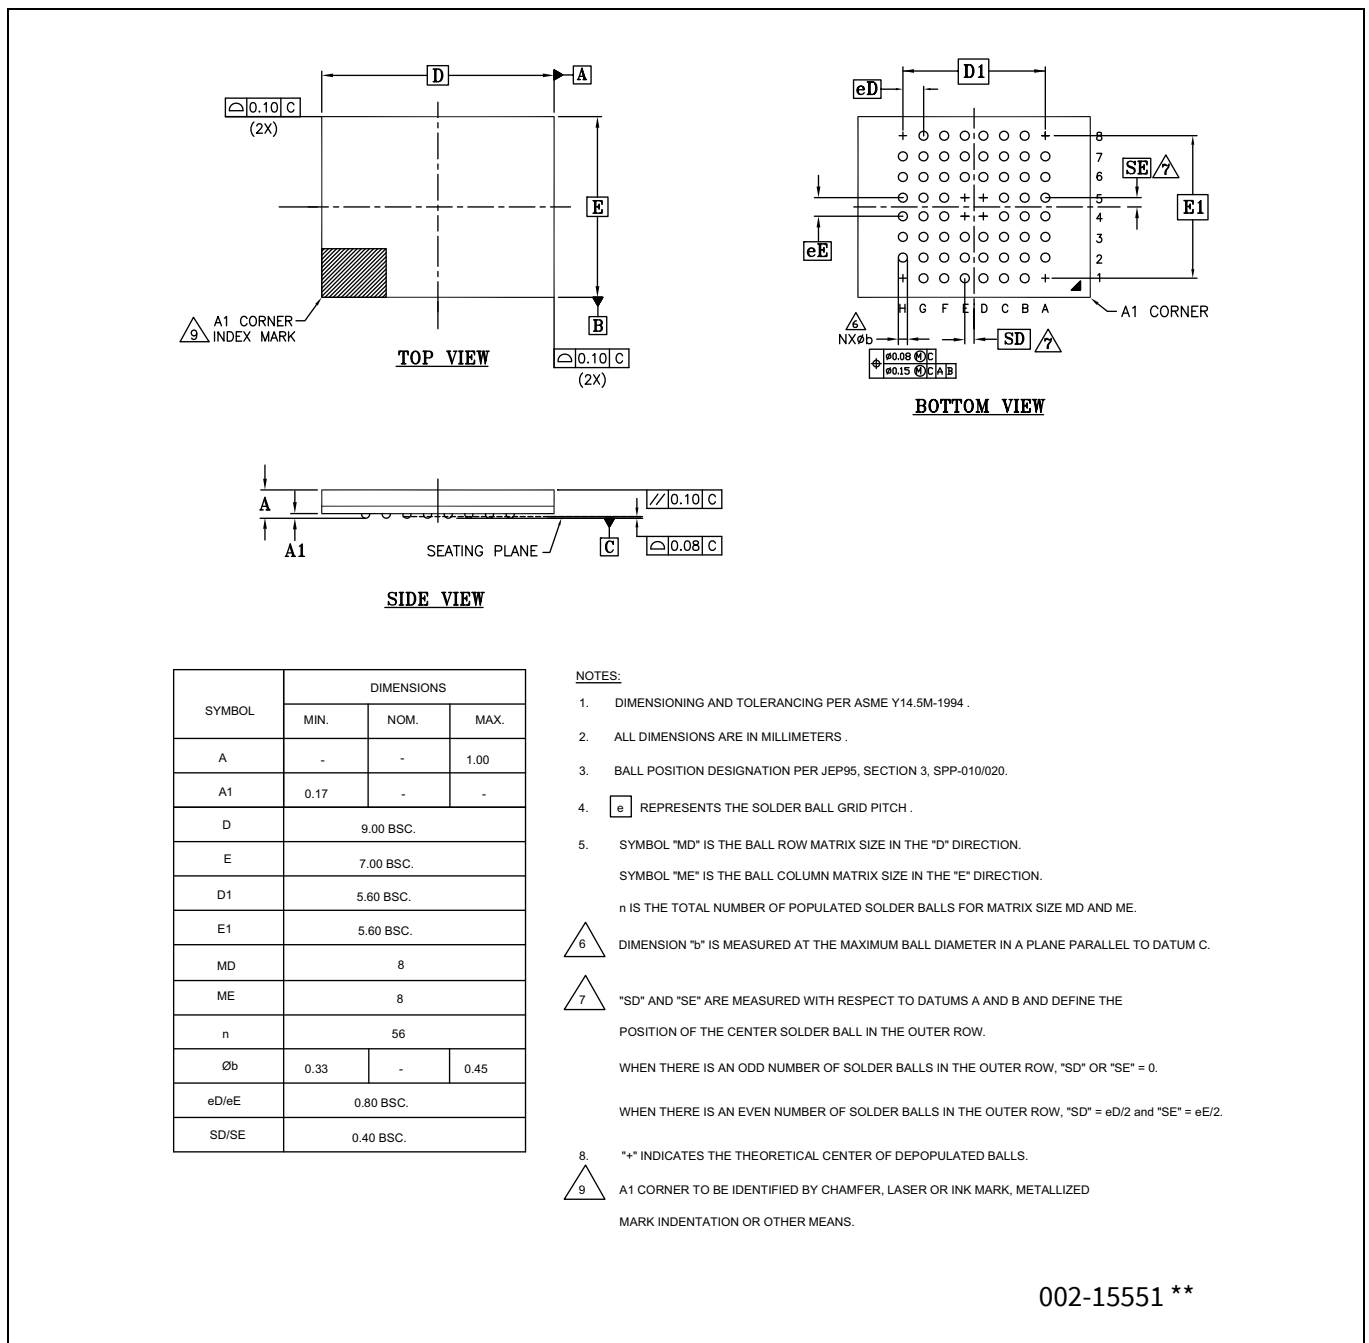 D
A
0.10 C
(2X)
E
A1 CORNER
9 INDEX MARK
B
TOP VIEW
0.10 C
(2X)
D1
eD
8
7
6
5
4
3
2
1
SE 7
E1
eE
H G F E D C B A
A1 CORNER
6
NXøb
SD 7
ø0.08 M C
ø0.15 M C A B
BOTTOM VIEW
A
// 0.10 C
A1
SEATING PLANE
C
0.08 C
SIDE VIEW
SYMBOL DIMENSIONS
MIN. NOM. MAX.
A - - 1.00
A1 0.17 - -
D 9.00 BSC.
E 7.00 BSC.
D1 5.60 BSC.
E1 5.60 BSC.
MD 8
ME 8
n 56
Øb 0.33 - 0.45
eD/eE 0.80 BSC.
SD/SE 0.40 BSC.
NOTES:
1. DIMENSIONING AND TOLERANCING PER ASME Y14.5M-1994 .
2. ALL DIMENSIONS ARE IN MILLIMETERS .
3. BALL POSITION DESIGNATION PER JEP95, SECTION 3, SPP-010/020.
4. e REPRESENTS THE SOLDER BALL GRID PITCH .
5. SYMBOL "MD" IS THE BALL ROW MATRIX SIZE IN THE "D" DIRECTION.
SYMBOL "ME" IS THE BALL COLUMN MATRIX SIZE IN THE "E" DIRECTION.
n IS THE TOTAL NUMBER OF POPULATED SOLDER BALLS FOR MATRIX SIZE MD AND ME.
6 DIMENSION "b" IS MEASURED AT THE MAXIMUM BALL DIAMETER IN A PLANE PARALLEL TO DATUM C.
7 "SD" AND "SE" ARE MEASURED WITH RESPECT TO DATUMS A AND B AND DEFINE THE
POSITION OF THE CENTER SOLDER BALL IN THE OUTER ROW.
WHEN THERE IS AN ODD NUMBER OF SOLDER BALLS IN THE OUTER ROW, "SD" OR "SE" = 0.
WHEN THERE IS AN EVEN NUMBER OF SOLDER BALLS IN THE OUTER ROW, "SD" = eD/2 and "SE" = eE/2.
8. "+" INDICATES THE THEORETICAL CENTER OF DEPOPULATED BALLS.
9 A1 CORNER TO BE IDENTIFIED BY CHAMFER, LASER OR INK MARK, METALLIZED
MARK INDENTATION OR OTHER MEANS.
002-15551 **